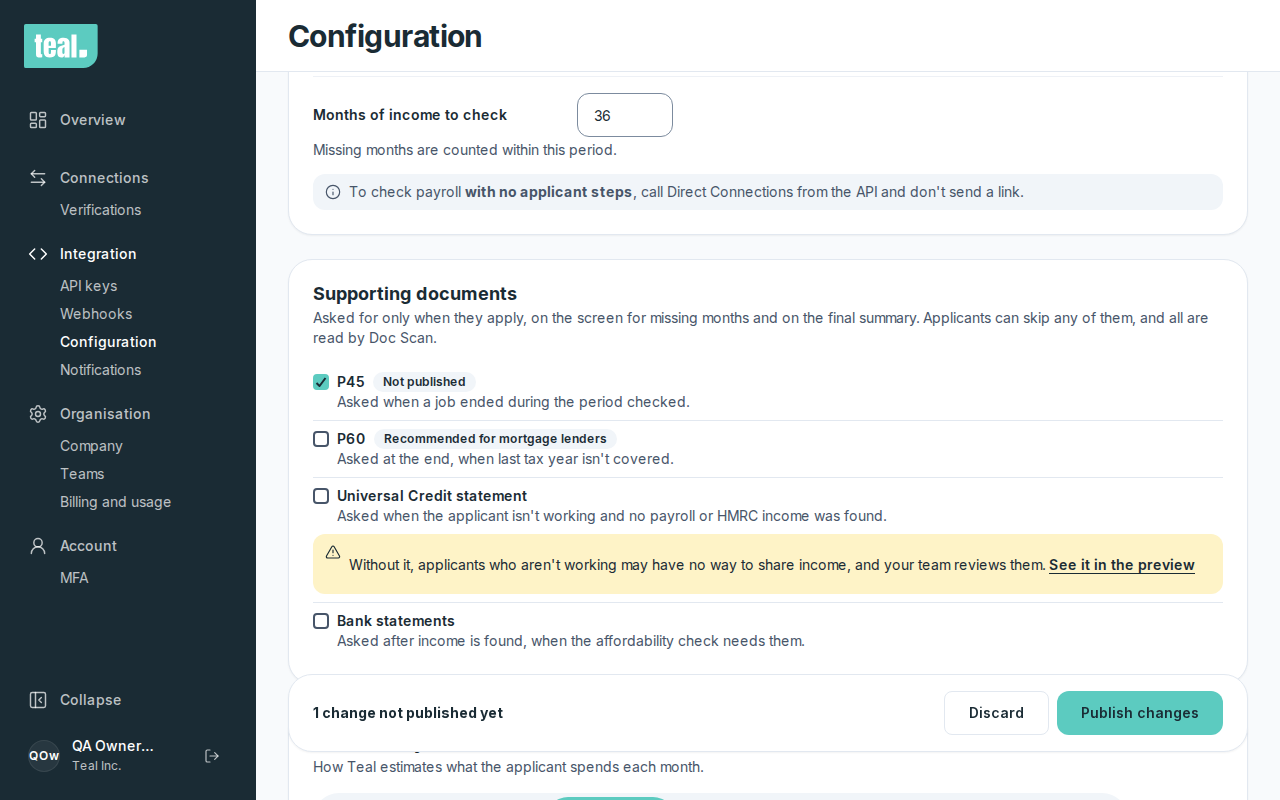 teal.
Configuration
Overview
Connections
Verifications
Integration
API keys
Webhooks
Configuration
Notifications
Organisation
Company
Teams
Billing and usage
Account
MFA
Collapse
QOw
QA Owner...
Teal Inc.
Months of income to check
36
Missing months are counted within this period.
To check payroll with no applicant steps, call Direct Connections from the API and don't send a link.
Supporting documents
Asked for only when they apply, on the screen for missing months and on the final summary. Applicants can skip any of them, and all are
read by Doc Scan.
P45 Not published
Asked when a job ended during the period checked.
P60 Recommended for mortgage lenders
Asked at the end, when last tax year isn't covered.
Universal Credit statement
Asked when the applicant isn't working and no payroll or HMRC income was found.
Without it, applicants who aren't working may have no way to share income, and your team reviews them. See it in the preview
Bank statements
Asked after income is found, when the affordability check needs them.
1 change not published yet
Discard
Publish changes
How Teal estimates what the applicant spends each month.